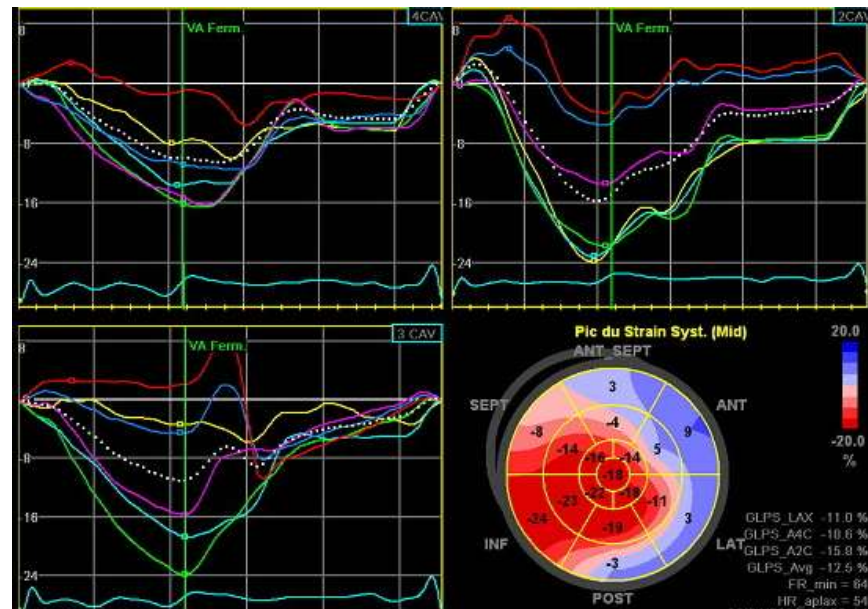 4CAV
8
VA Ferm.
-8
-16
-24
2CAV
8
VA Ferm.
-8
-16
-24
3 CAV
8
VA Ferm.
-8
-16
-24
Pic du Strain Syst. (Mid)
ANT_SEPT
SEPT
ANT
INF
LAT
POST
3
-8
9
-4
-14
5
-16
-14
-18
-22
-18
-23
-11
-24
3
-19
-3
20.0
-20.0
%
GLPS_LAX -11.0 %
GLPS_A4C -10.6 %
GLPS_A2C -15.8 %
GLPS_Avg -12.5 %
FR_min = 64
HR_aplax = 54